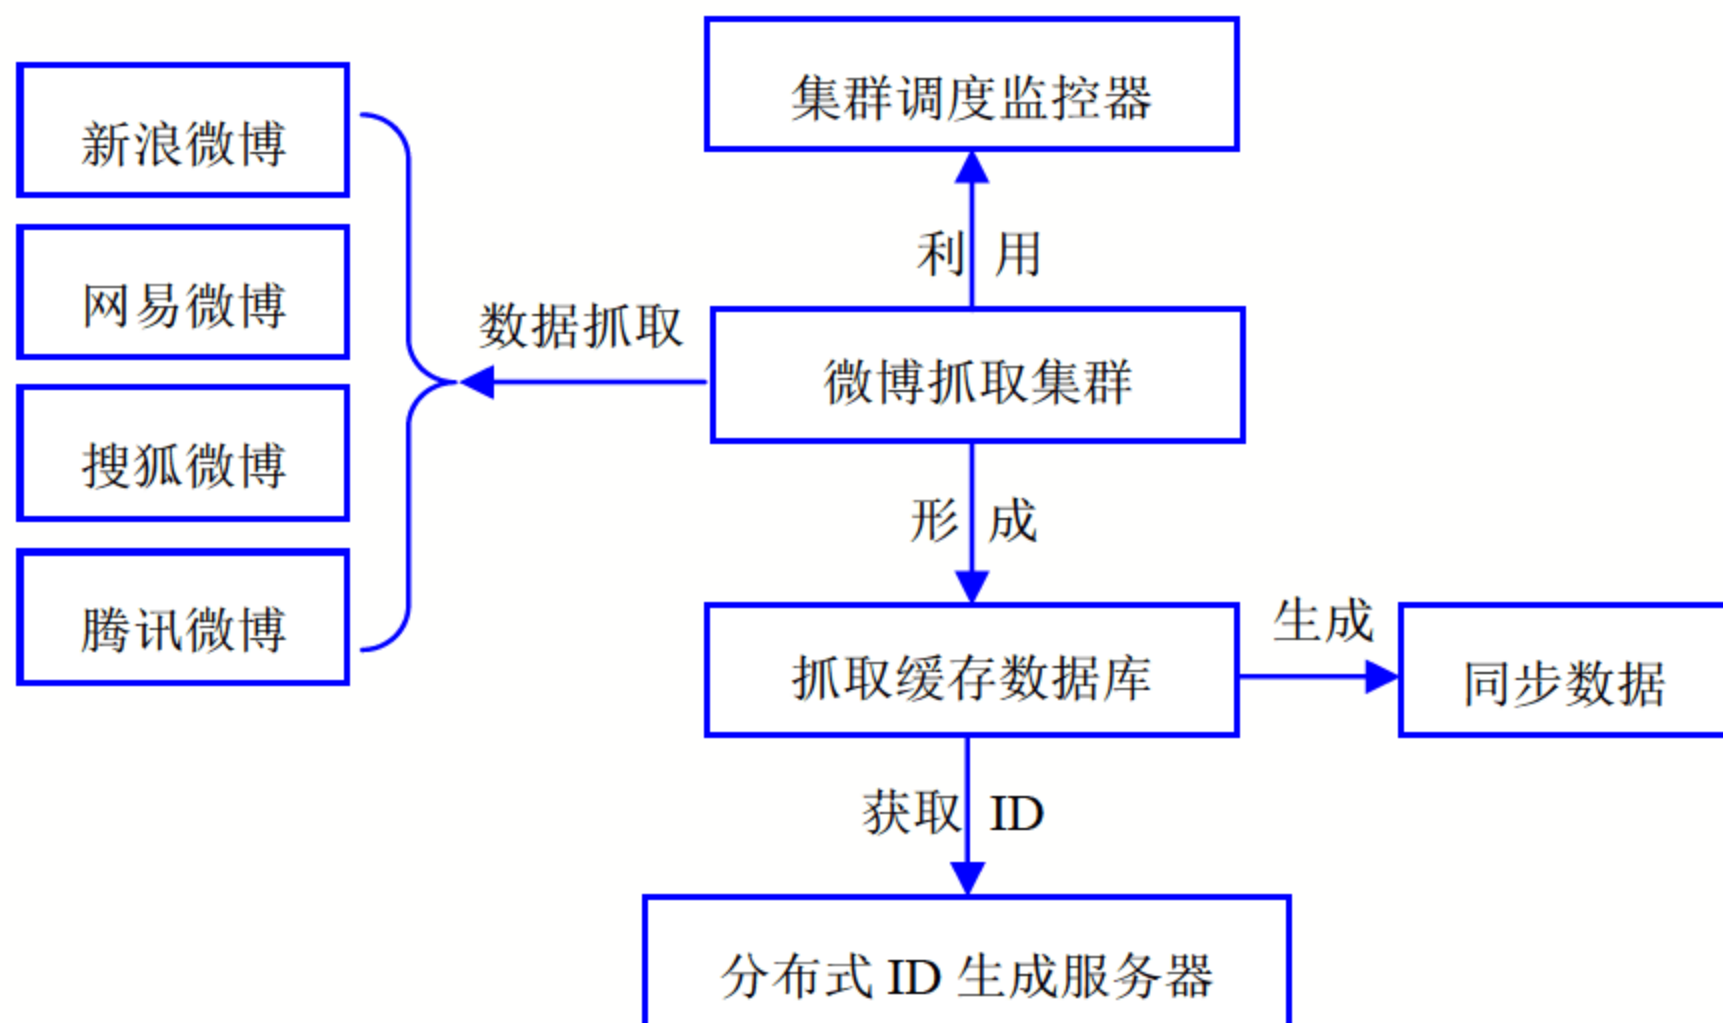 集群调度监控器
新浪微博
利 用
网易微博
数据抓取
微博抓取集群
搜狐微博
形 成
腾讯微博
生成
抓取缓存数据库
同步数据
获取 ID
分布式 ID 生成服务器